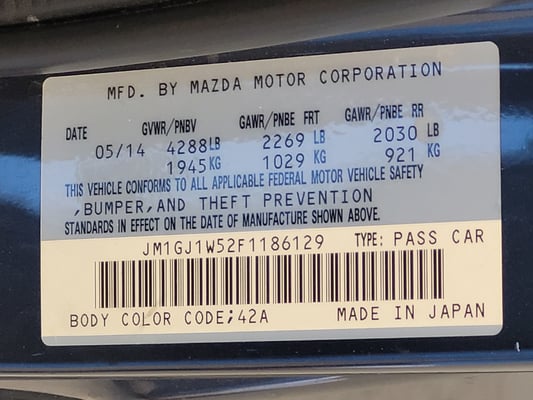 MFD. BY MAZDA MOTOR CORPORATION
DATE GVWR/PNBV GAWR/PNBE FRT GAWR/PNBE RR
05/14 4288LB 2269 LB 2030 LB
1945KG 1029 KG 921 KG
THIS VEHICLE CONFORMS TO ALL APPLICABLE FEDERAL MOTOR VEHICLE SAFETY
,BUMPER,AND THEFT PREVENTION
STANDARDS IN EFFECT ON THE DATE OF MANUFACTURE SHOWN ABOVE.
JM1GJ1W52F1186129 TYPE: PASS CAR
BODY COLOR CODE;42A MADE IN JAPAN